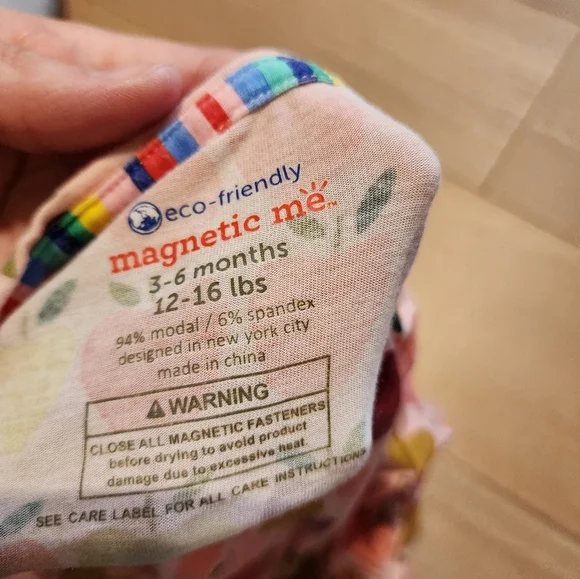 eco-friendly
magnetic me™
3-6 months
12-16 lbs
94% modal / 6% spandex
designed in new york city
made in china
WARNING
CLOSE ALL MAGNETIC FASTENERS
before drying to avoid product
damage due to excessive heat.
SEE CARE LABEL FOR ALL CARE INSTRUCTIONS